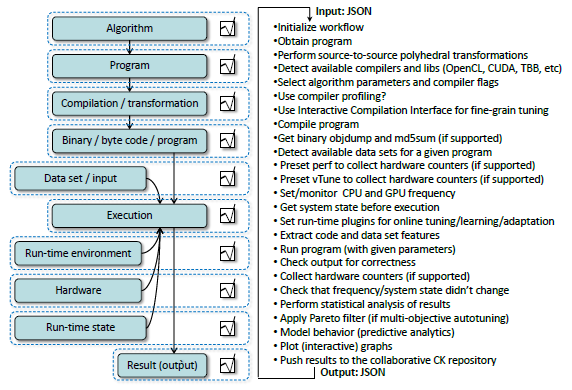 Algorithm
Program
Compilation / transformation
Binary / byte code / program
Data set / input
Execution
Run-time environment
Hardware
Run-time state
Result (output)
Input: JSON
•Initialize workflow
•Obtain program
•Perform source-to-source polyhedral transformations
•Detect available compilers and libs (OpenCL, CUDA, TBB, etc)
•Select algorithm parameters and compiler flags
•Use compiler profiling?
•Use Interactive Compilation Interface for fine-grain tuning
•Compile program
•Get binary objdump and md5sum (if supported)
•Detect available data sets for a given program
•Preset perf to collect hardware counters (if supported)
•Preset vTune to collect hardware counters (if supported)
•Set/monitor CPU and GPU frequency
•Get system state before execution
•Set run-time plugins for online tuning/learning/adaptation
•Extract code and data set features
•Run program (with given parameters)
•Check output for correctness
•Collect hardware counters (if supported)
•Check that frequency/system state didn't change
•Perform statistical analysis of results
•Apply Pareto filter (if multi-objective autotuning)
•Model behavior (predictive analytics)
•Plot (interactive) graphs
•Push results to the collaborative CK repository
Output: JSON